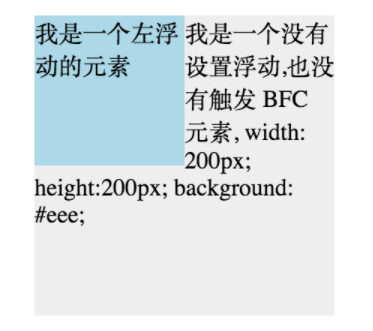 我是一个左浮
动的元素
我是一个没有
设置浮动,也没
有触发 BFC
元素, width:
200px;
height:200px; background:
#eee;